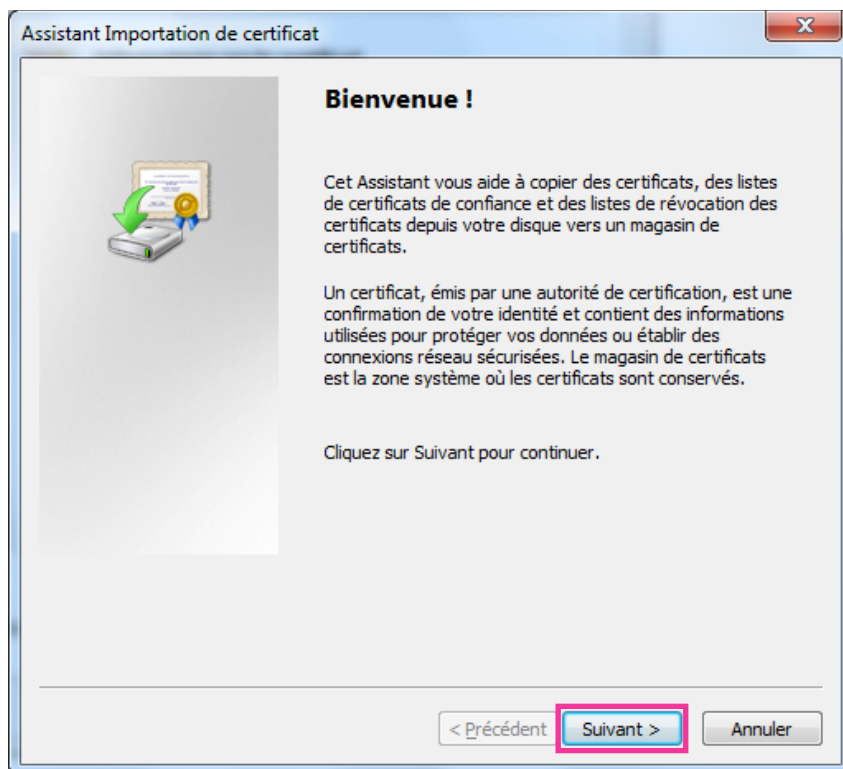 Assistant Importation de certificat
Bienvenue !
Cet Assistant vous aide à copier des certificats, des listes
de certificats de confiance et des listes de révocation des
certificats depuis votre disque vers un magasin de
certificats.
Un certificat, émis par une autorité de certification, est une
confirmation de votre identité et contient des informations
utilisées pour protéger vos données ou établir des
connexions réseau sécurisées. Le magasin de certificats
est la zone système où les certificats sont conservés.
Cliquez sur Suivant pour continuer.
< Précédent
Suivant >
Annuler